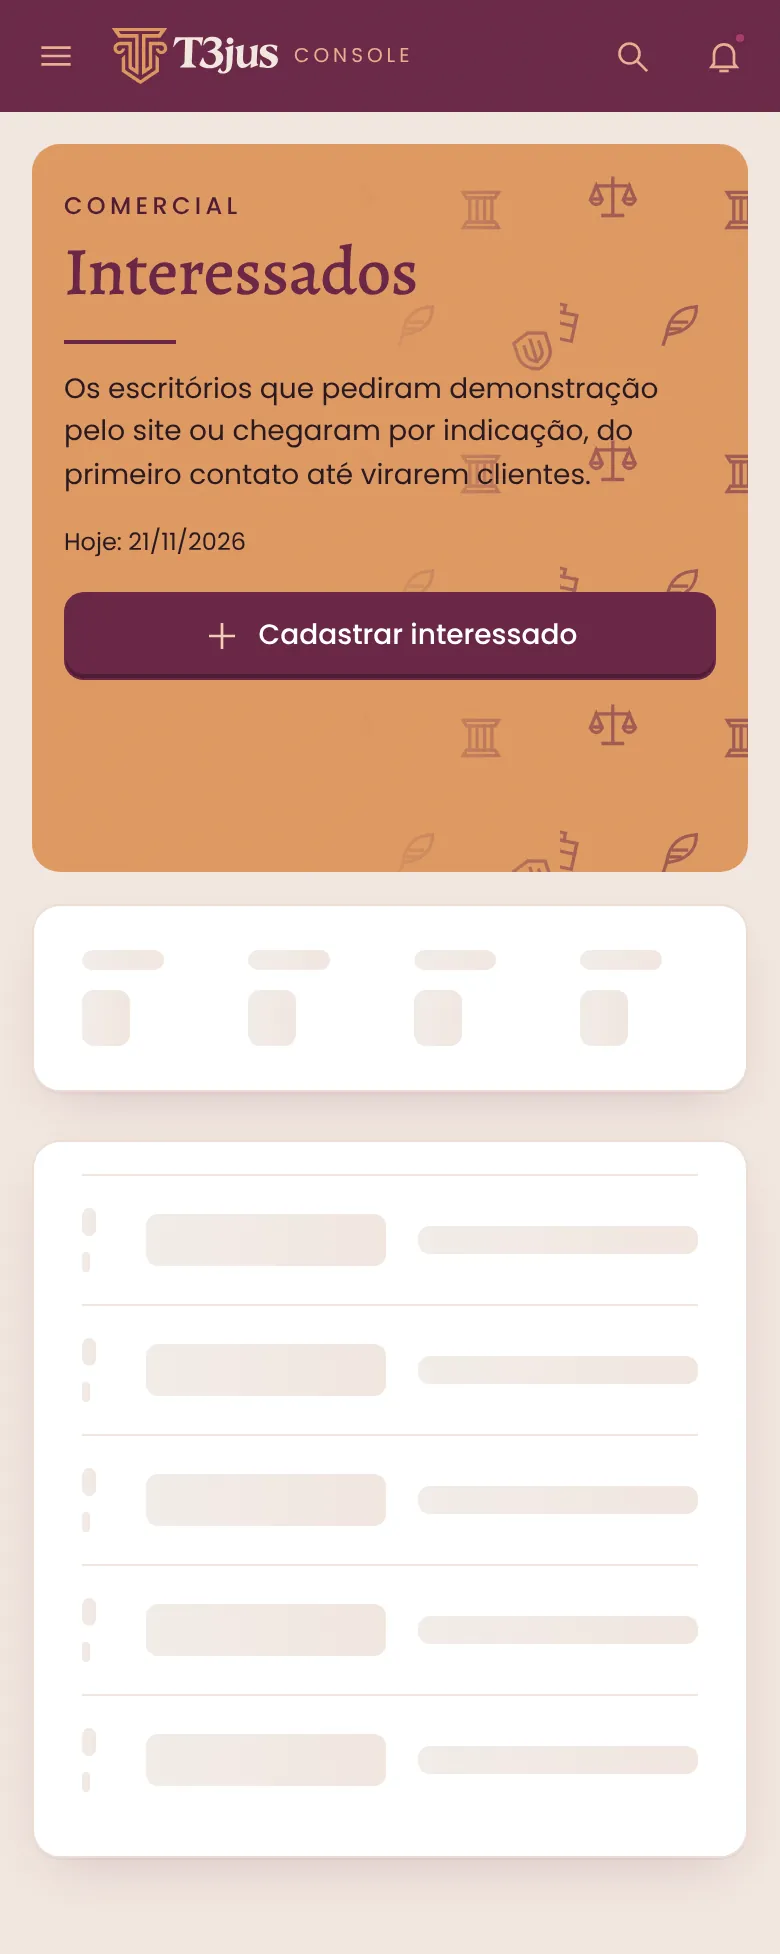 T3jus CONSOLE
COMERCIAL
Interessados
Os escritórios que pediram demonstração
pelo site ou chegaram por indicação, do
primeiro contato até virarem clientes.
Hoje: 21/11/2026
Cadastrar interessado